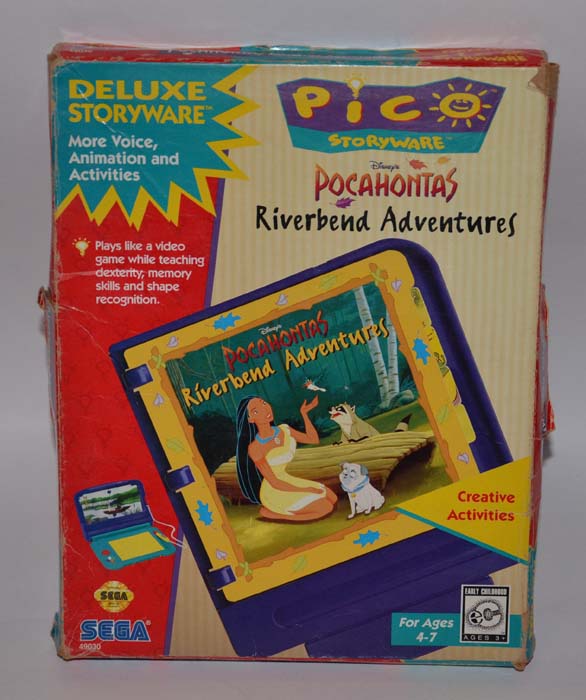 DELUXE
STORYWARE™
More Voice,
Animation and
Activities
PiCO
STORYWARE™
Disney's
POCAHONTAS
Riverbend Adventures
Plays like a video
game while teaching
dexterity, memory
skills and shape
recognition.
Disney's
POCAHONTAS
Riverbend Adventures
Creative
Activities
SEGA
SEGA
49030
For Ages
4-7
EARLY CHILDHOOD
AGES 3+